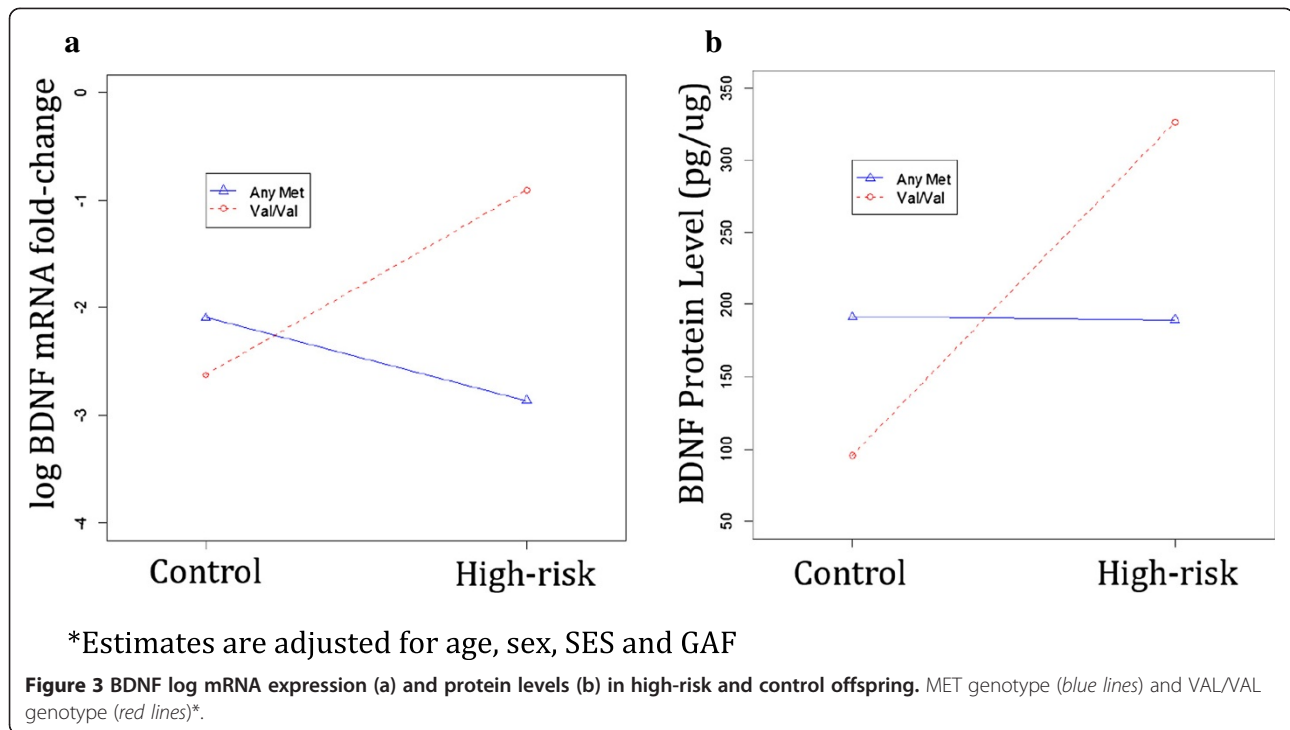 a
log BDNF mRNA fold-change
0
-1
-2
-3
-4
Any Met
Val/Val
Control
High-risk
b
BDNF Protein Level (pg/ug)
350
300
250
200
150
100
50
Any Met
Val/Val
Control
High-risk
*Estimates are adjusted for age, sex, SES and GAF
Figure 3 BDNF log mRNA expression (a) and protein levels (b) in high-risk and control offspring. MET genotype (blue lines) and VAL/VAL
genotype (red lines)*.